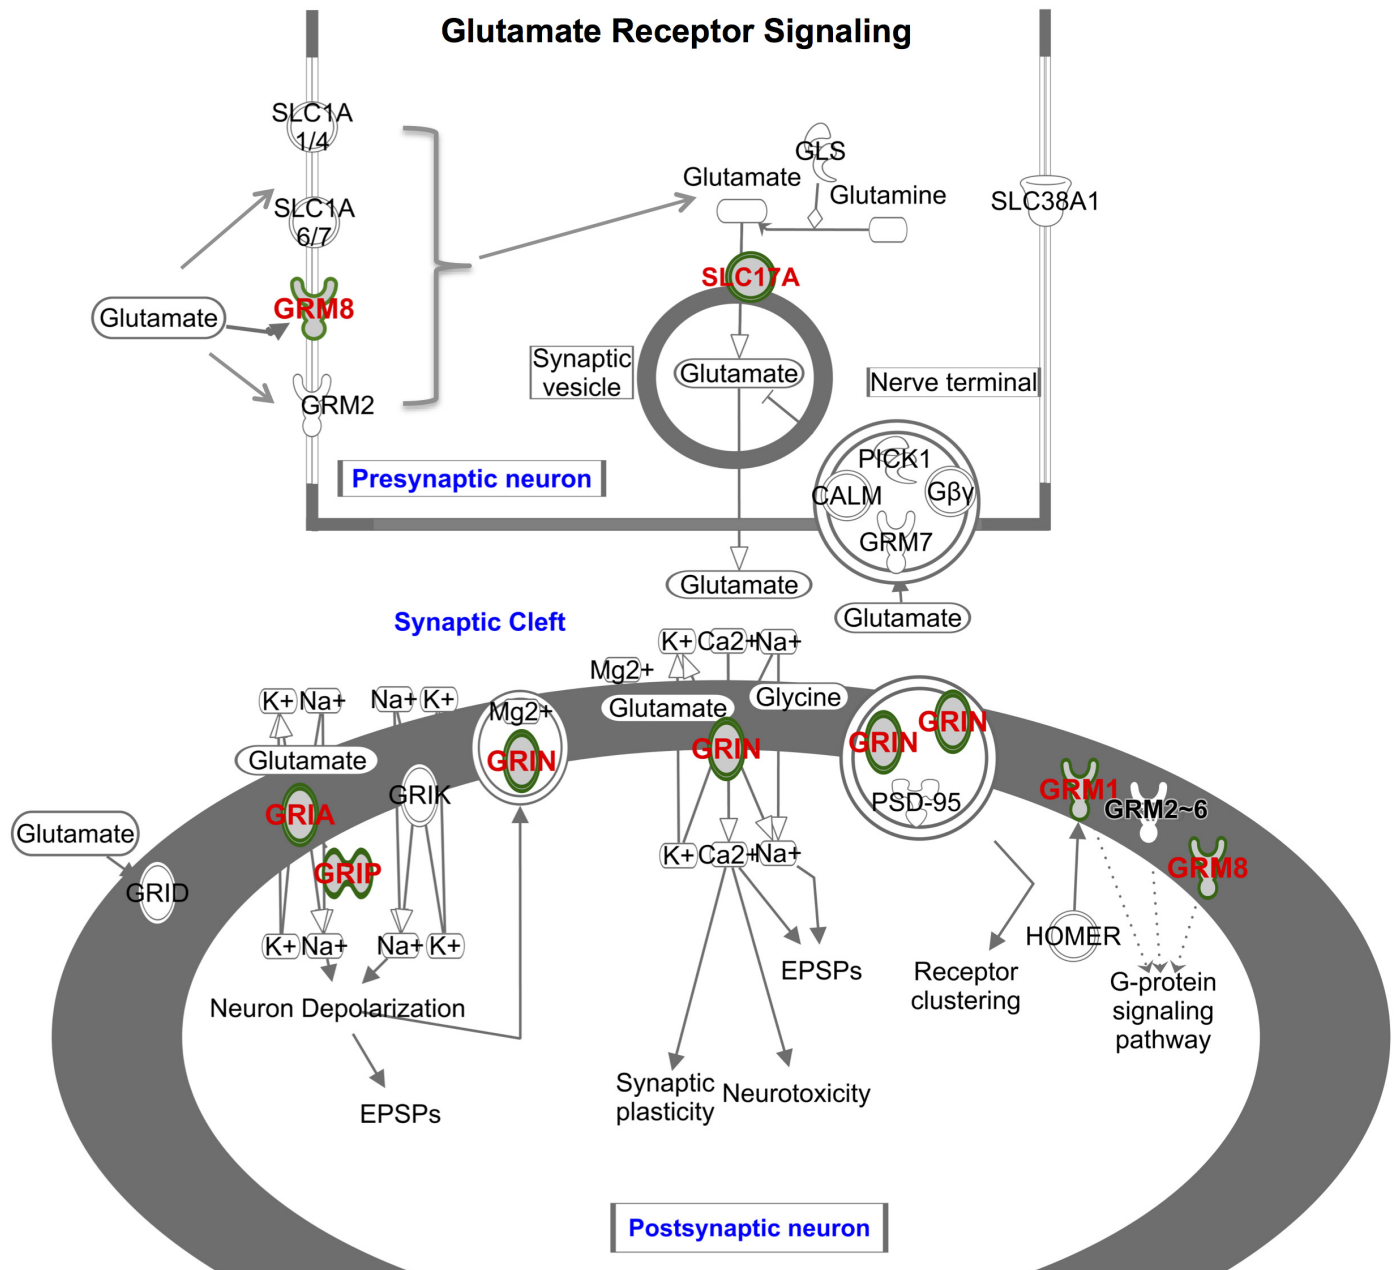 Glutamate Receptor Signaling
SLC1A
1/4
GLS
Glutamate
Glutamine
SLC38A1
SLC1A
6/7
SLC17A
GRM8
Glutamate
Synaptic
vesicle
Glutamate
Nerve terminal
GRM2
PICK1
Presynaptic neuron
CALM
Gβγ
GRM7
Glutamate
Glutamate
Synaptic Cleft
K+
Ca2+
Na+
Mg2+
K+
Na+
Na+
K+
Mg2+
Glutamate
Glycine
GRIN
GRIN
Glutamate
GRIN
GRIN
GRIK
GRIA
PSD-95
GRM1
GRM2~6
Glutamate
K+
Ca2+
Na+
GRIP
GRM8
GRID
K+
Na+
Na+
K+
HOMER
EPSPs
Receptor
clustering
G-protein
signaling
pathway
Neuron Depolarization
Synaptic
plasticity
Neurotoxicity
EPSPs
Postsynaptic neuron